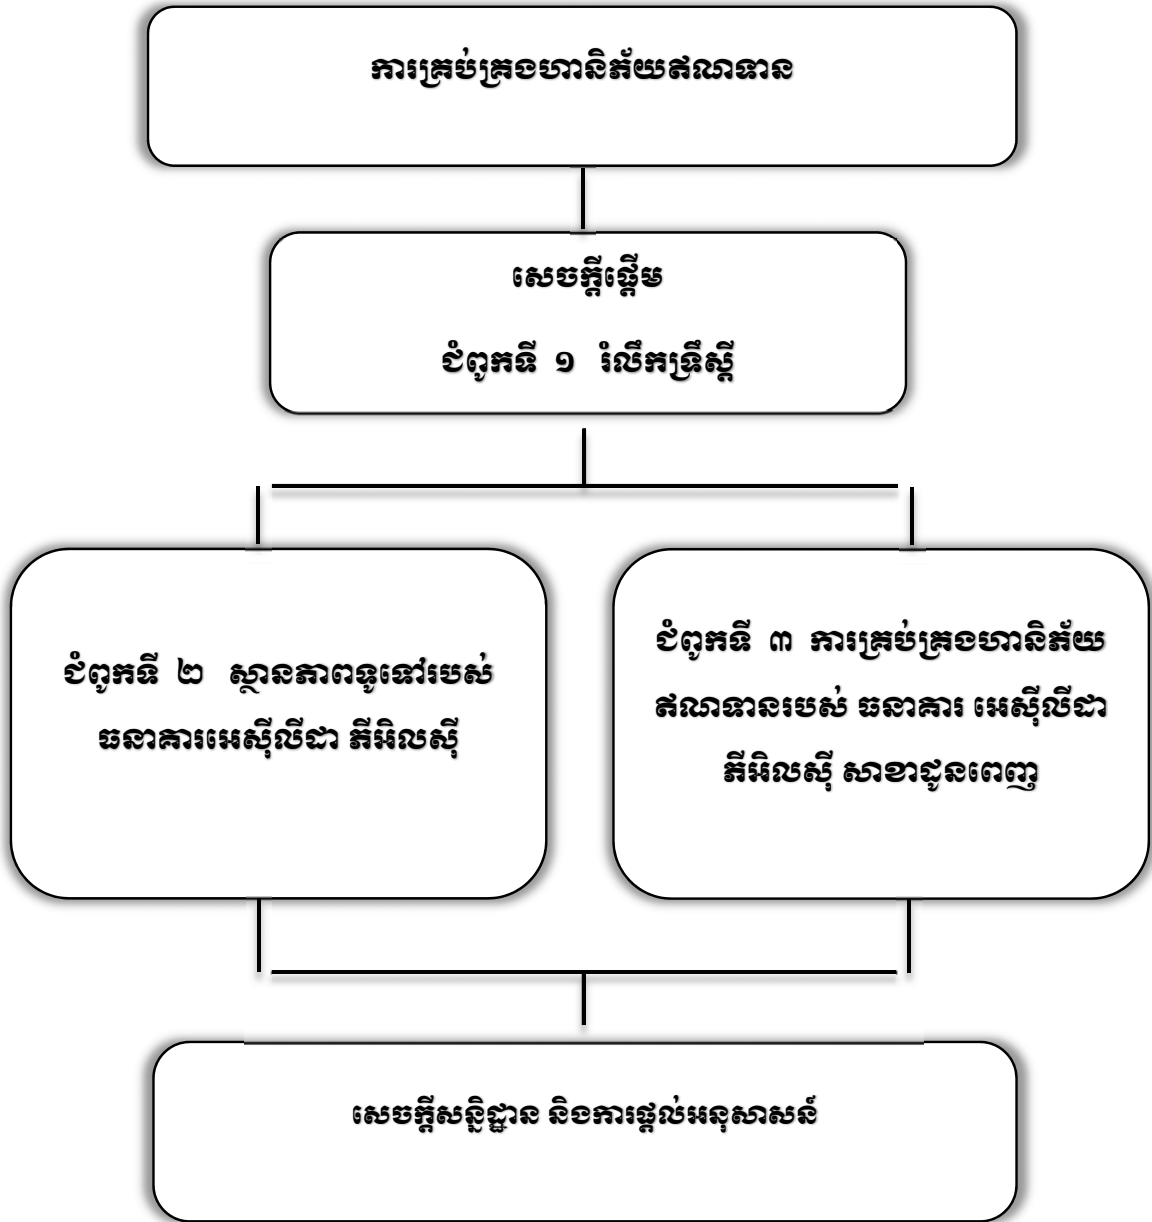 ការគ្រប់គ្រងហានិភ័យឥណទាន
សេចក្តីផ្តើម
ជំពូកទី ១ រំលឹកទ្រឹស្តី
ជំពូកទី ២ ស្ថានភាពទូទៅរបស់
ធនាគារអេស៊ីលីដា ភីអិលស៊ី
ជំពូកទី ៣ ការគ្រប់គ្រងហានិភ័យ
ឥណទានរបស់ ធនាគារ អេស៊ីលីដា
ភីអិលស៊ី សាខាដូនពេញ
សេចក្តីសន្និដ្ឋាន និងការផ្តល់អនុសាសន៍